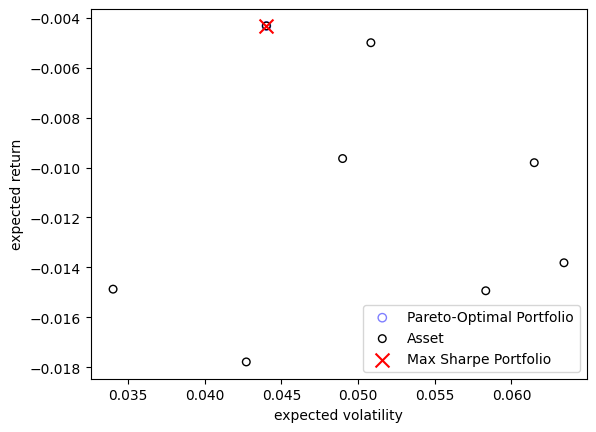 −0.004
−0.006
−0.008
−0.010
−0.012
−0.014
−0.016
−0.018
expected return
0.035
0.040
0.045
0.050
0.055
0.060
expected volatility
Pareto-Optimal Portfolio
Asset
Max Sharpe Portfolio